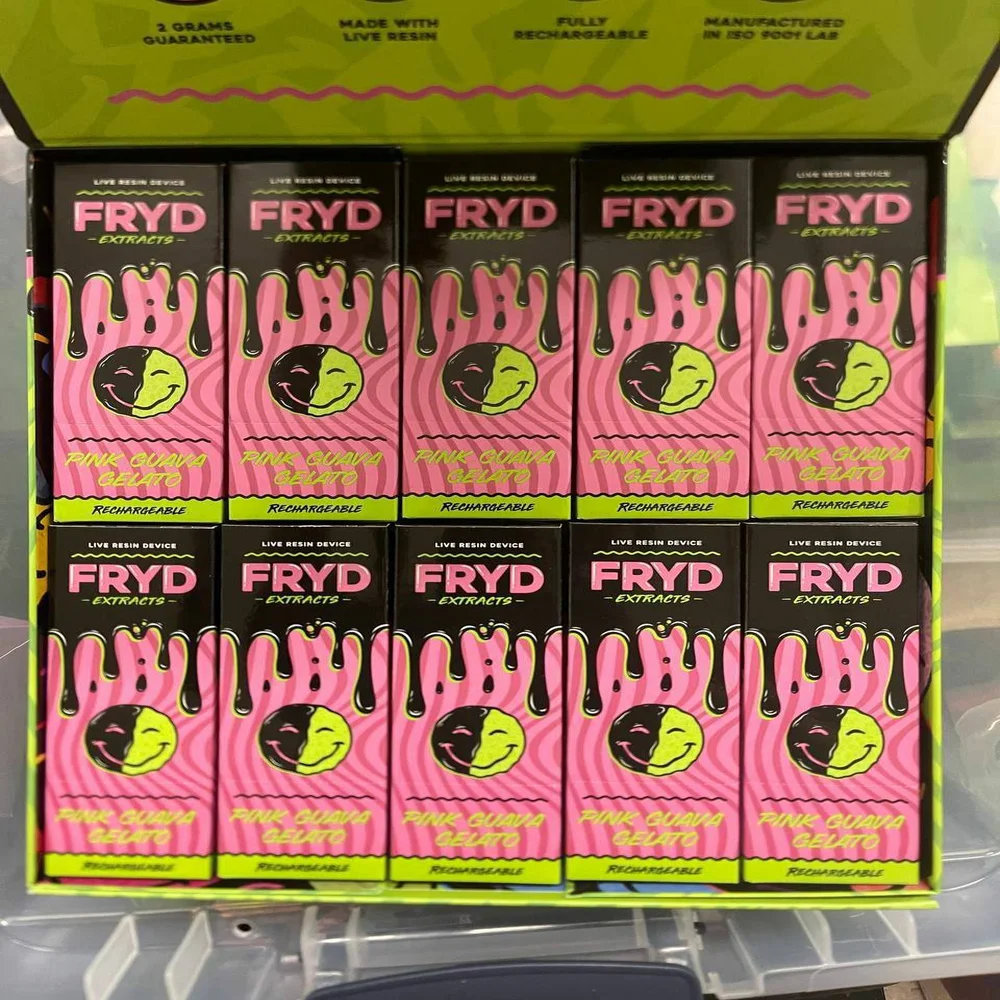 2 GRAMS GUARANTEED
MADE WITH LIVE RESIN
FULLY RECHARGEABLE
MANUFACTURED IN ISO 9001 LAB
LIVE RESIN DEVICE
FRYD
EXTRACTS
PINK GUAVA
GELATO
RECHARGEABLE
LIVE RESIN DEVICE
FRYD
EXTRACTS
PINK GUAVA
GELATO
RECHARGEABLE
LIVE RESIN DEVICE
FRYD
EXTRACTS
PINK GUAVA
GELATO
RECHARGEABLE
LIVE RESIN DEVICE
FRYD
EXTRACTS
PINK GUAVA
GELATO
RECHARGEABLE
LIVE RESIN DEVICE
FRYD
EXTRACTS
PINK GUAVA
GELATO
RECHARGEABLE
LIVE RESIN DEVICE
FRYD
EXTRACTS
PINK GUAVA
GELATO
RECHARGEABLE
LIVE RESIN DEVICE
FRYD
EXTRACTS
PINK GUAVA
GELATO
RECHARGEABLE
LIVE RESIN DEVICE
FRYD
EXTRACTS
PINK GUAVA
GELATO
RECHARGEABLE
LIVE RESIN DEVICE
FRYD
EXTRACTS
PINK GUAVA
GELATO
RECHARGEABLE
LIVE RESIN DEVICE
FRYD
EXTRACTS
PINK GUAVA
GELATO
RECHARGEABLE